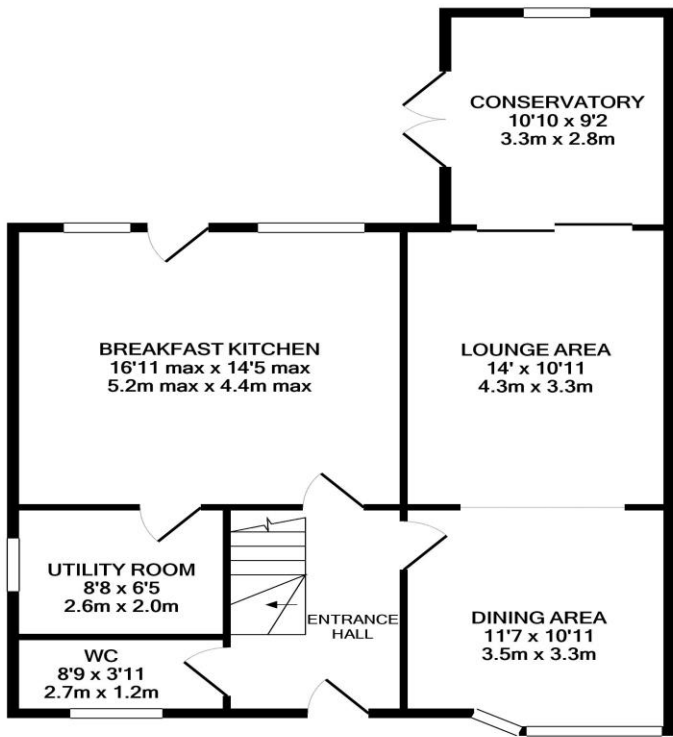 CONSERVATORY
10'10 x 9'2
3.3m x 2.8m
BREAKFAST KITCHEN
16'11 max x 14'5 max
5.2m max x 4.4m max
LOUNGE AREA
14' x 10'11
4.3m x 3.3m
UTILITY ROOM
8'8 x 6'5
2.6m x 2.0m
ENTRANCE
HALL
DINING AREA
11'7 x 10'11
3.5m x 3.3m
WC
8'9 x 3'11
2.7m x 1.2m